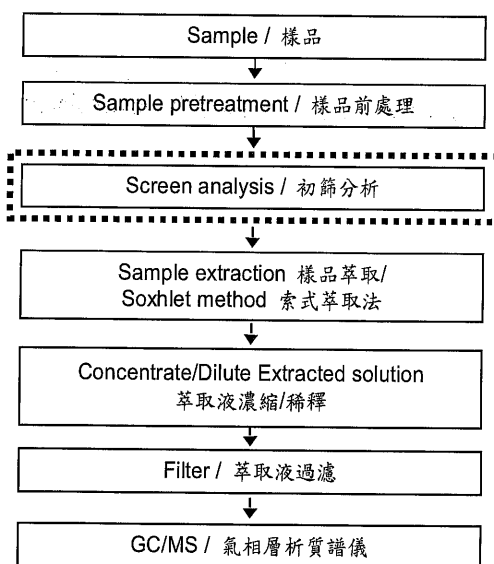 Sample / 樣品
Sample pretreatment / 樣品前處理
Screen analysis / 初篩分析
Sample extraction 樣品萃取/
Soxhlet method 索式萃取法
Concentrate/Dilute Extracted solution
萃取液濃縮/稀釋
Filter / 萃取液過濾
GC/MS / 氣相層析質譜儀